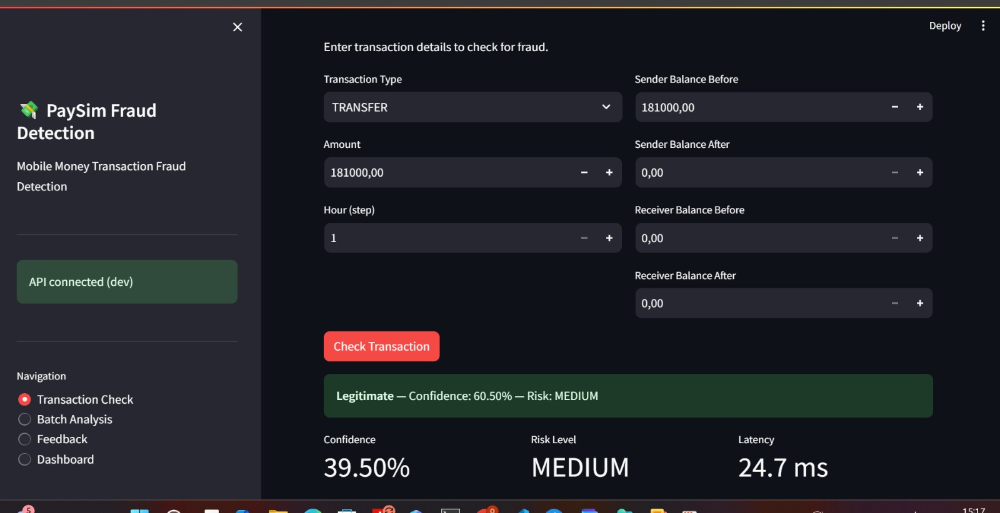 PaySim Fraud
Detection
Mobile Money Transaction Fraud
Detection
API connected (dev)
Navigation
Transaction Check
Batch Analysis
Feedback
Dashboard
Deploy
Enter transaction details to check for fraud.
Transaction Type
TRANSFER
Amount
181000,00
Hour (step)
1
Sender Balance Before
181000,00
Sender Balance After
0,00
Receiver Balance Before
0,00
Receiver Balance After
0,00
Check Transaction
Legitimate — Confidence: 60.50% — Risk: MEDIUM
Confidence
39.50%
Risk Level
MEDIUM
Latency
24.7 ms
5
15:17